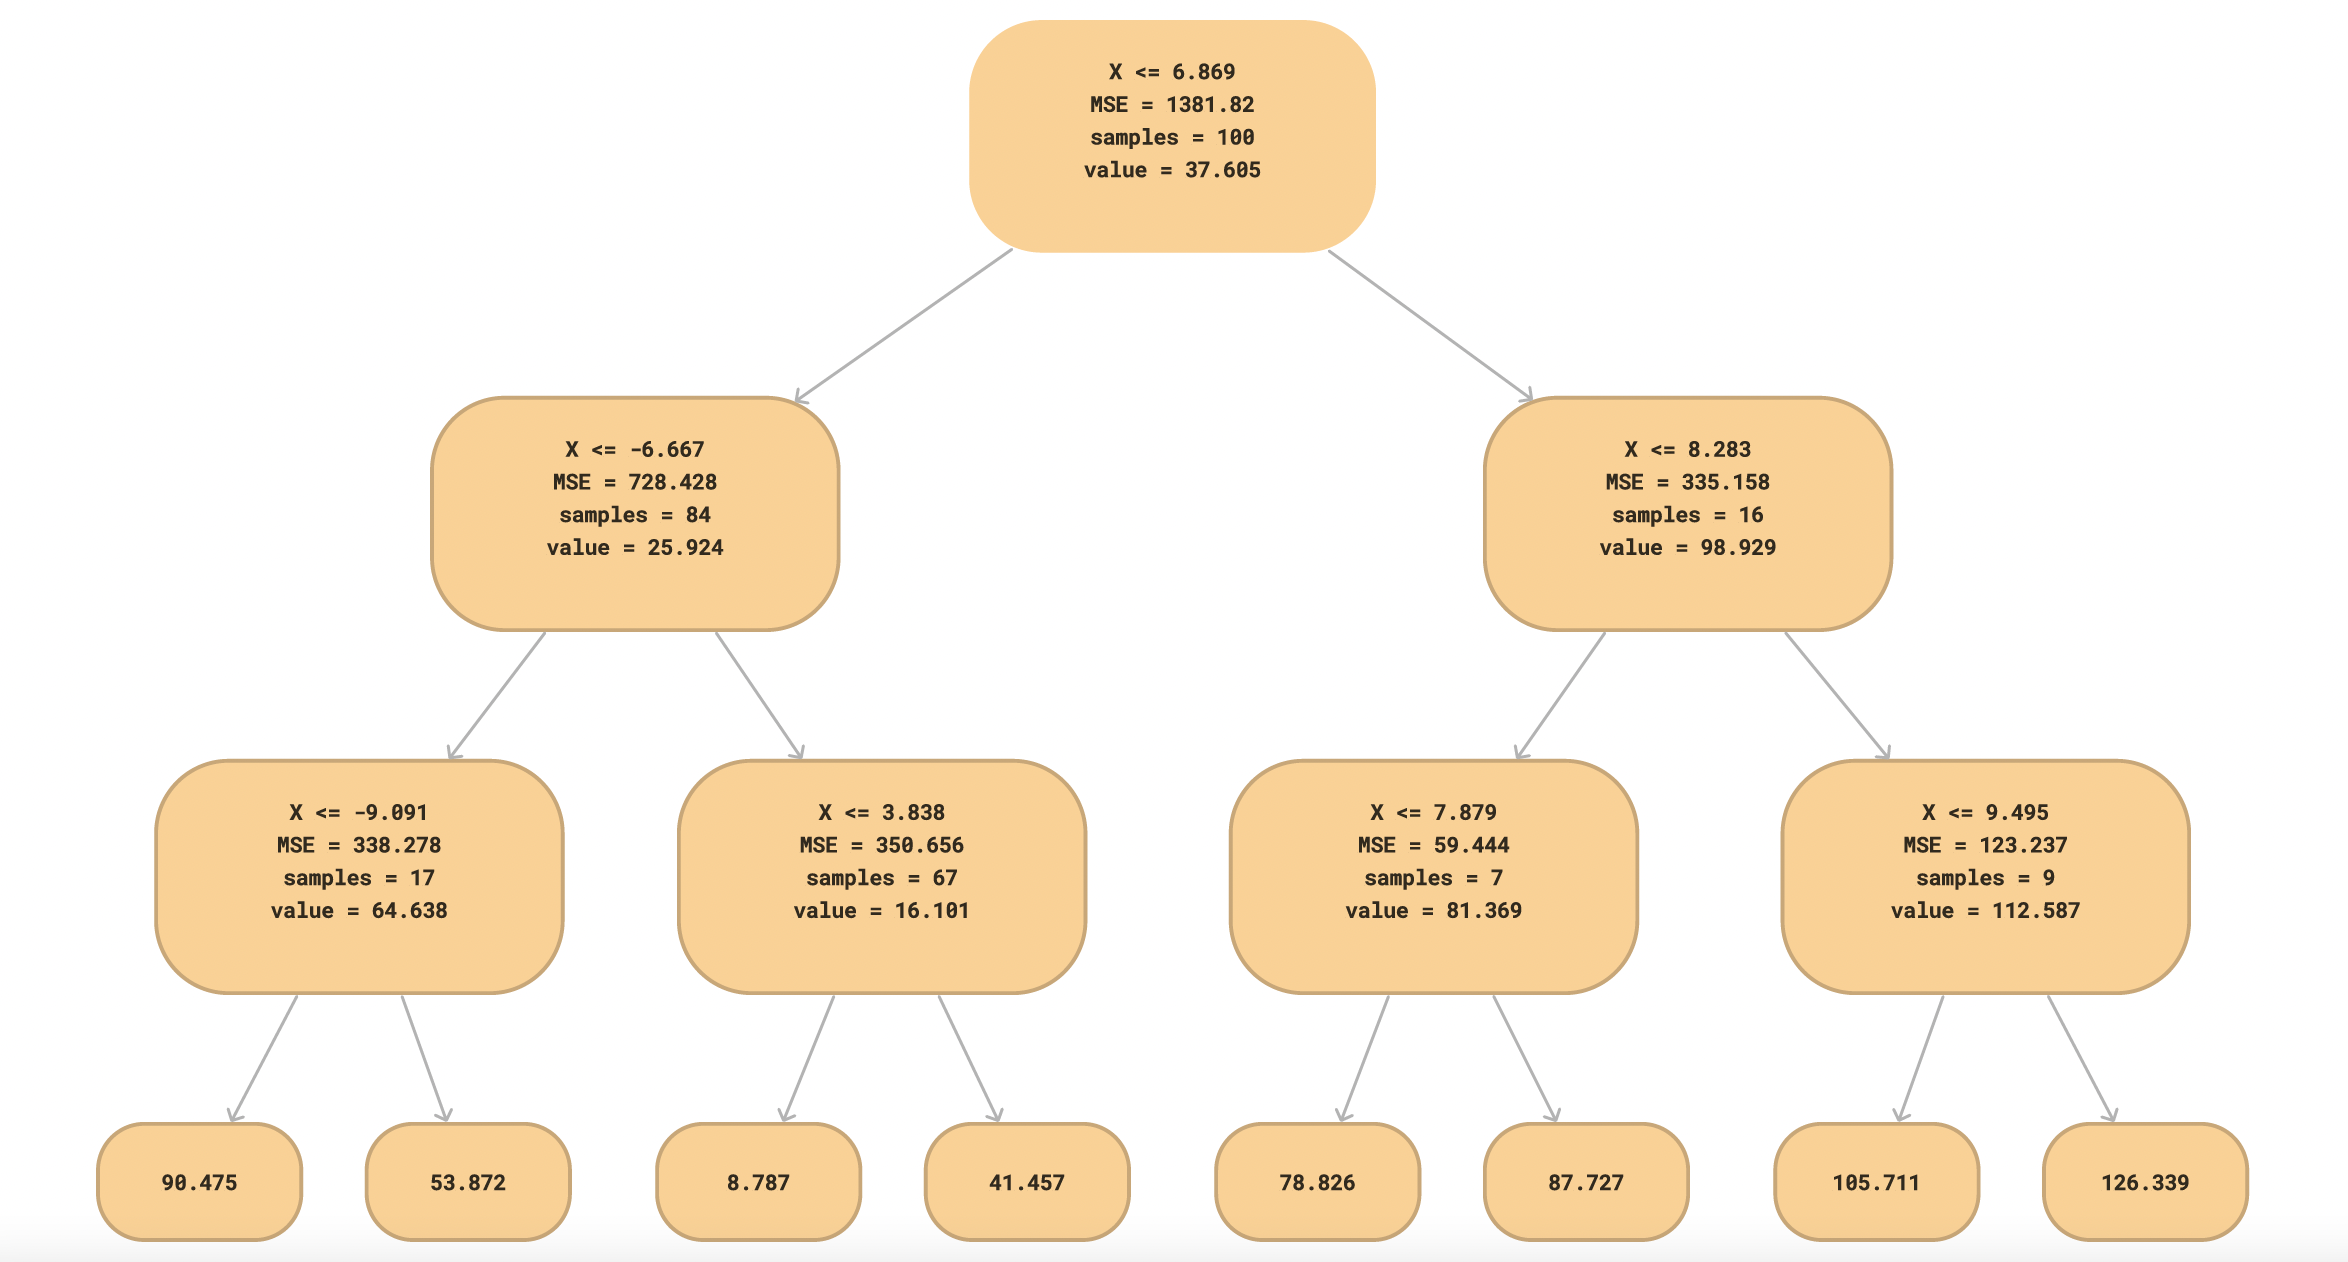 X <= 6.869
MSE = 1381.82
samples = 100
value = 37.605
X <= -6.667
MSE = 728.428
samples = 84
value = 25.924
X <= 8.283
MSE = 335.158
samples = 16
value = 98.929
X <= -9.091
MSE = 338.278
samples = 17
value = 64.638
X <= 3.838
MSE = 350.656
samples = 67
value = 16.101
X <= 7.879
MSE = 59.444
samples = 7
value = 81.369
X <= 9.495
MSE = 123.237
samples = 9
value = 112.587
90.475
53.872
8.787
41.457
78.826
87.727
105.711
126.339